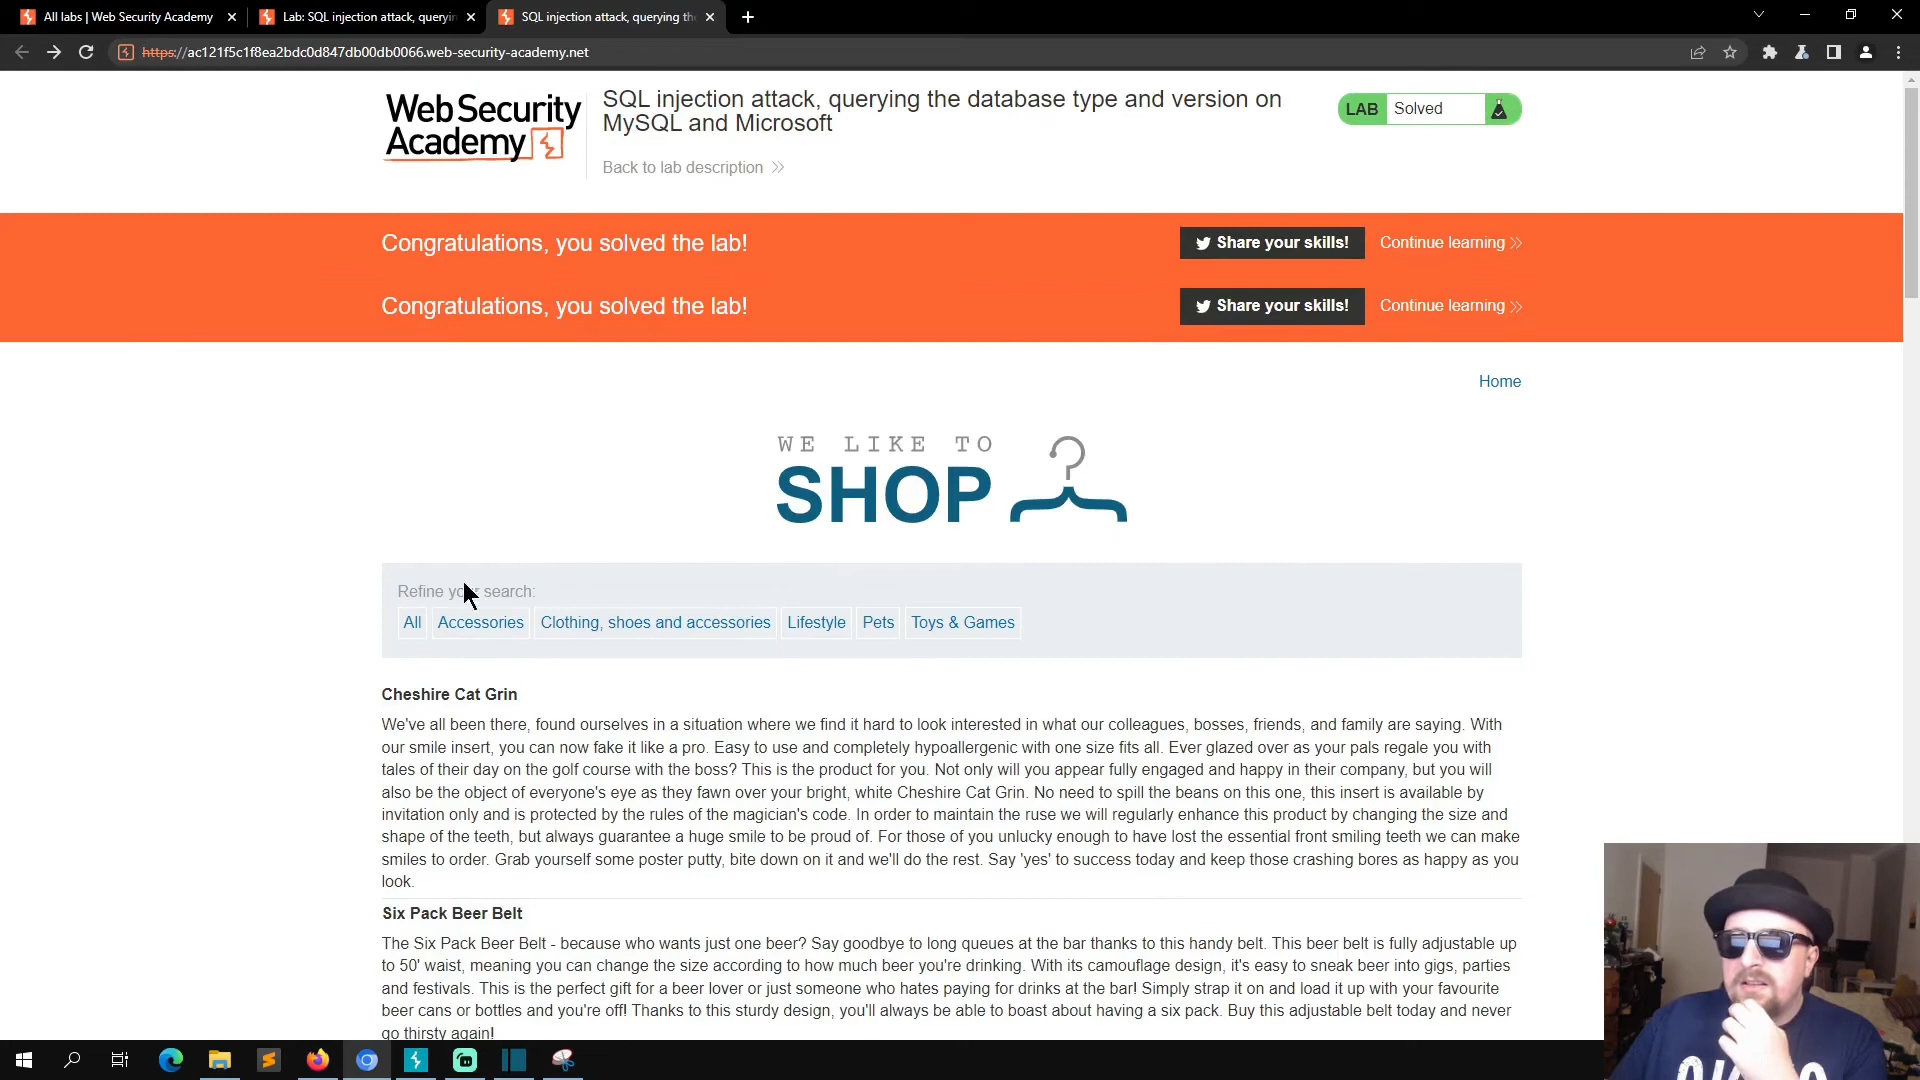 All labs | Web Security Academy
Lab: SQL injection attack, queryin
SQL injection attack, querying the
https://ac121f5c1f8ea2bdc0d847db00db0066.web-security-academy.net
Web Security
Academy
SQL injection attack, querying the database type and version on
MySQL and Microsoft
Back to lab description
LAB Solved
Congratulations, you solved the lab!
Share your skills!
Continue learning
Congratulations, you solved the lab!
Share your skills!
Continue learning
Home
WE LIKE TO
SHOP
Refine your search:
All
Accessories
Clothing, shoes and accessories
Lifestyle
Pets
Toys & Games
Cheshire Cat Grin
We've all been there, found ourselves in a situation where we find it hard to look interested in what our colleagues, bosses, friends, and family are saying. With
our smile insert, you can now fake it like a pro. Easy to use and completely hypoallergenic with one size fits all. Ever glazed over as your pals regale you with
tales of their day on the golf course with the boss? This is the product for you. Not only will you appear fully engaged and happy in their company, but you will
also be the object of everyone's eye as they fawn over your bright, white Cheshire Cat Grin. No need to spill the beans on this one, this insert is available by
invitation only and is protected by the rules of the magician's code. In order to maintain the ruse we will regularly enhance this product by changing the size and
shape of the teeth, but always guarantee a huge smile to be proud of. For those of you unlucky enough to have lost the essential front smiling teeth we can make
smiles to order. Grab yourself some poster putty, bite down on it and we'll do the rest. Say 'yes' to success today and keep those crashing bores as happy as you
look.
Six Pack Beer Belt
The Six Pack Beer Belt - because who wants just one beer? Say goodbye to long queues at the bar thanks to this handy belt. This beer belt is fully adjustable up
to 50' waist, meaning you can change the size according to how much beer you're drinking. With its camouflage design, it's easy to sneak beer into gigs, parties
and festivals. This is the perfect gift for a beer lover or just someone who hates paying for drinks at the bar! Simply strap it on and load it up with your favourite
beer cans or bottles and you're off! Thanks to this sturdy design, you'll always be able to boast about having a six pack. Buy this adjustable belt today and never
go thirsty again!